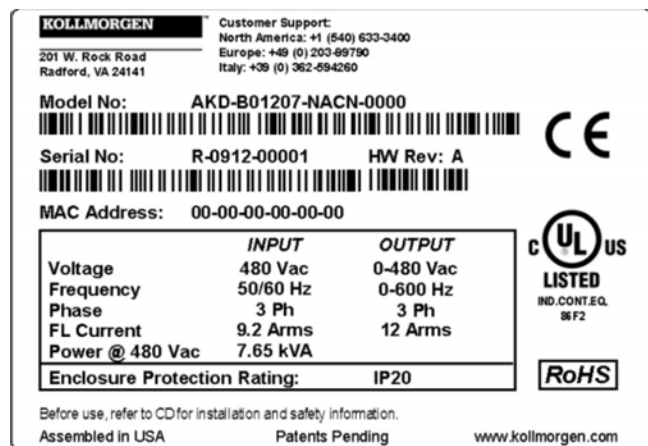 KOLLMORGEN
201 W. Rock Road
Radford, VA 24141
Customer Support:
North America: +1 (540) 633-3400
Europe: +49 (0) 203-99790
Italy: +39 (0) 362-594260
Model No: AKD-B01207-NACN-0000
Serial No: R-0912-00001 HW Rev: A
MAC Address: 00-00-00-00-00-00
INPUT OUTPUT
Voltage 480 Vac 0-480 Vac
Frequency 50/60 Hz 0-600 Hz
Phase 3 Ph 3 Ph
FL Current 9.2 Arms 12 Arms
Power @ 480 Vac 7.65 kVA
Enclosure Protection Rating: IP20
CE
C UL US
LISTED
IND.CONT.EQ.
86F2
RoHS
Before use, refer to CD for installation and safety information.
Assembled in USA Patents Pending www.kollmorgen.com